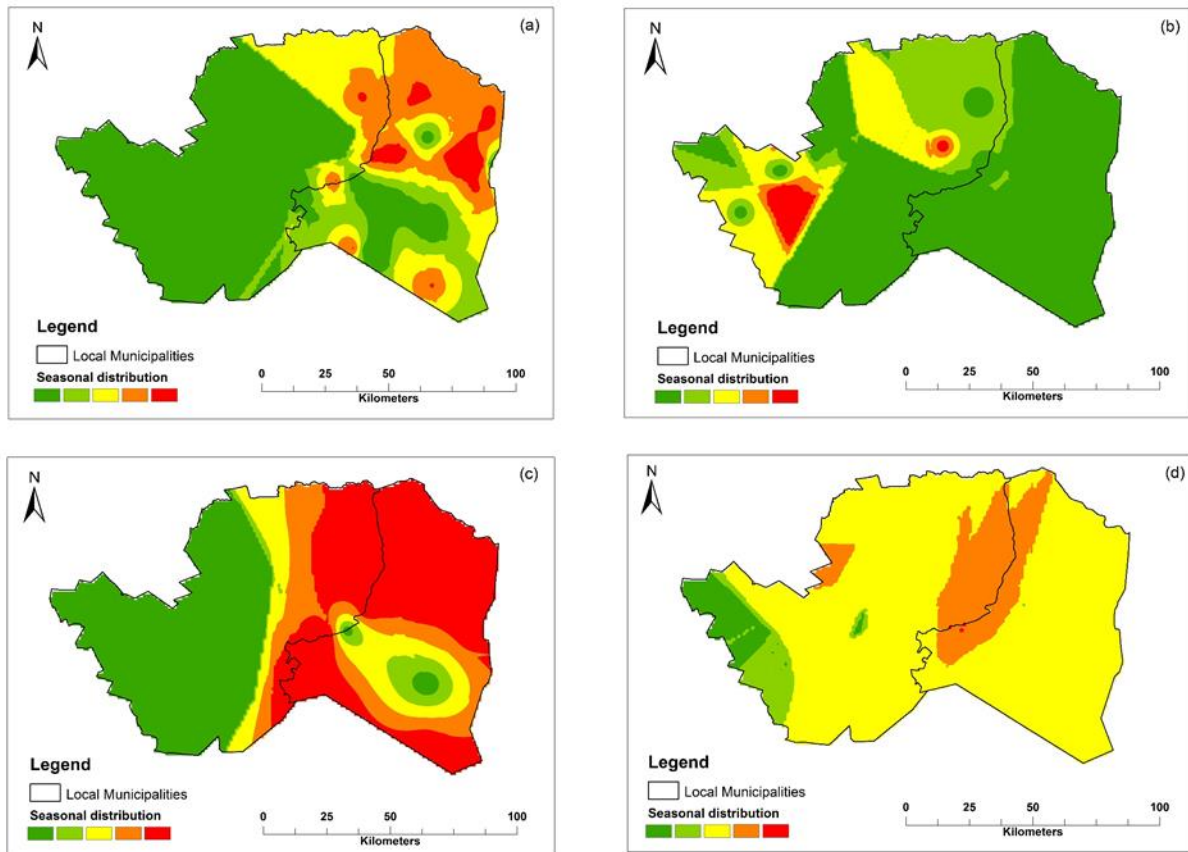 (a)
N
Legend
Local Municipalities
Seasonal distribution
0 25 50 100
Kilometers
(b)
N
Legend
Local Municipalities
Seasonal distribution
0 25 50 100
Kilometers
(c)
N
Legend
Local Municipalities
Seasonal distribution
0 25 50 100
Kilometers
(d)
N
Legend
Local Municipalities
Seasonal distribution
0 25 50 100
Kilometers